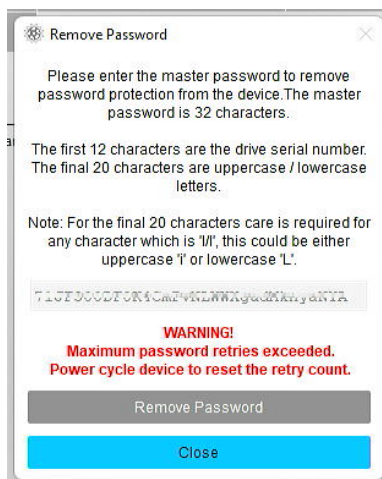 Remove Password
Please enter the master password to remove
password protection from the device.The master
password is 32 characters.
The first 12 characters are the drive serial number.
The final 20 characters are uppercase / lowercase
letters.
Note: For the final 20 characters care is required for
any character which is 'I/l', this could be either
uppercase 'i' or lowercase 'L'.
WARNING!
Maximum password retries exceeded.
Power cycle device to reset the retry count.
Remove Password
Close